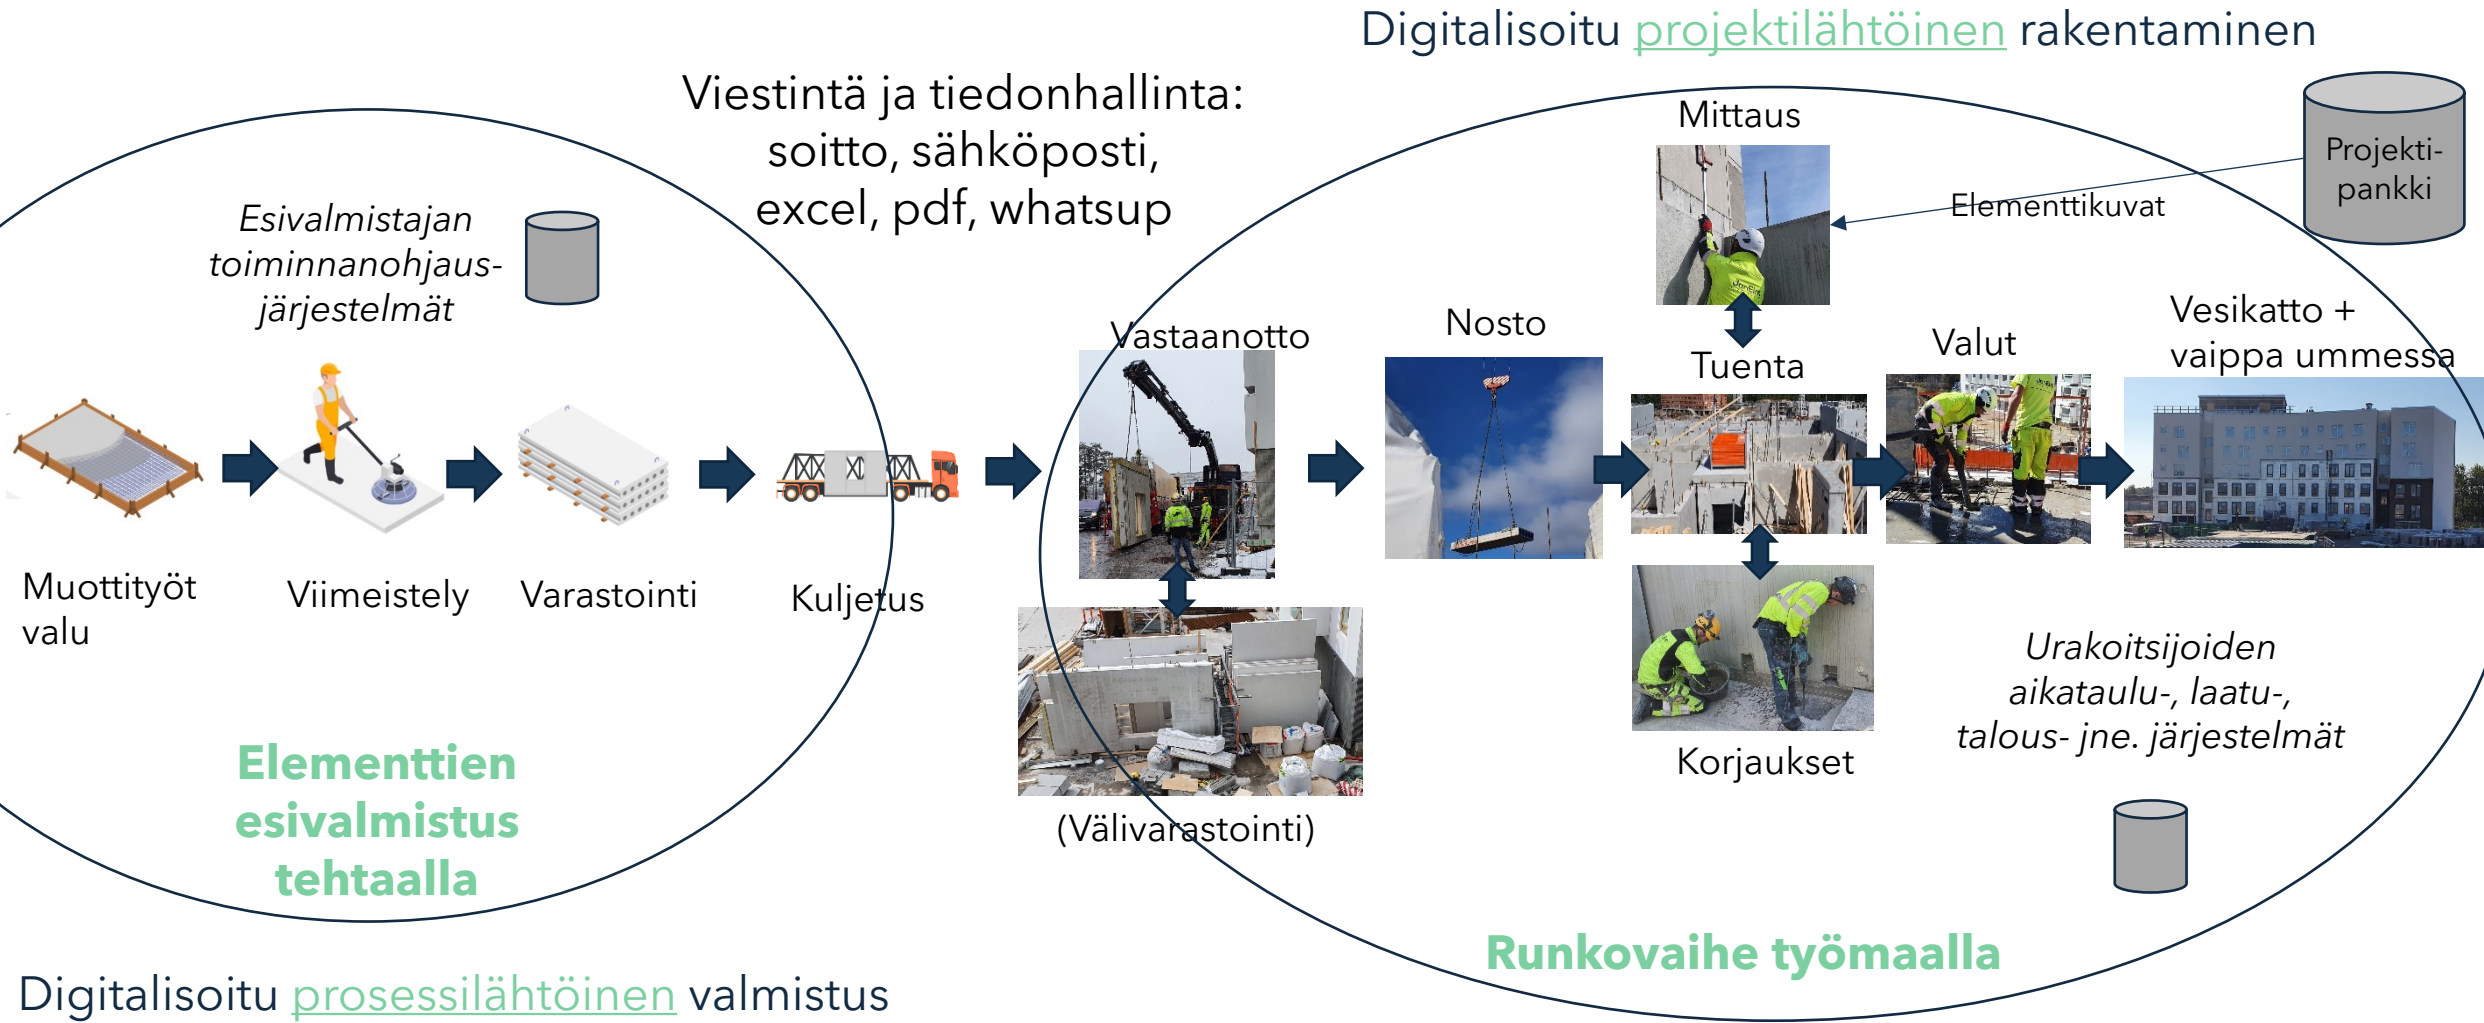 Digitalisoitu projektilähtöinen rakentaminen
Viestintä ja tiedonhallinta:
soitto, sähköposti,
excel, pdf, whatsup
Mittaus
Projekti-
pankki
Elementtikuvat
Esivalmistajan
toiminnanohjaus-
järjestelmät
Vastaanotto
Nosto
Tuenta
Valut
Vesikatto +
vaippa ummessa
Muottityöt
valu
Viimeistely
Varastointi
Kuljetus
(Välivarastointi)
Korjaukset
Urakoitsijoiden
aikataulu-, laatu-,
talous- jne. järjestelmät
Elementtien
esivalmistus
tehtaalla
Runkovaihe työmaalla
Digitalisoitu prosessilähtöinen valmistus